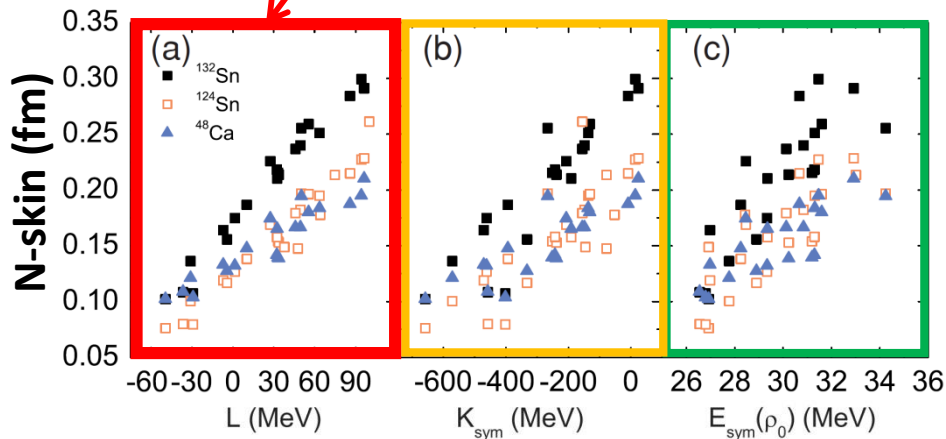 N-skin (fm)
0.35
0.30
0.25
0.20
0.15
0.10
0.05
(a)
¹³²Sn
¹²⁴Sn
⁴⁸Ca
(b)
(c)
-60 -30 0 30 60 90
-600 -400 -200 0
26 28 30 32 34 36
L (MeV)
K_sym (MeV)
E_sym(ρ₀) (MeV)